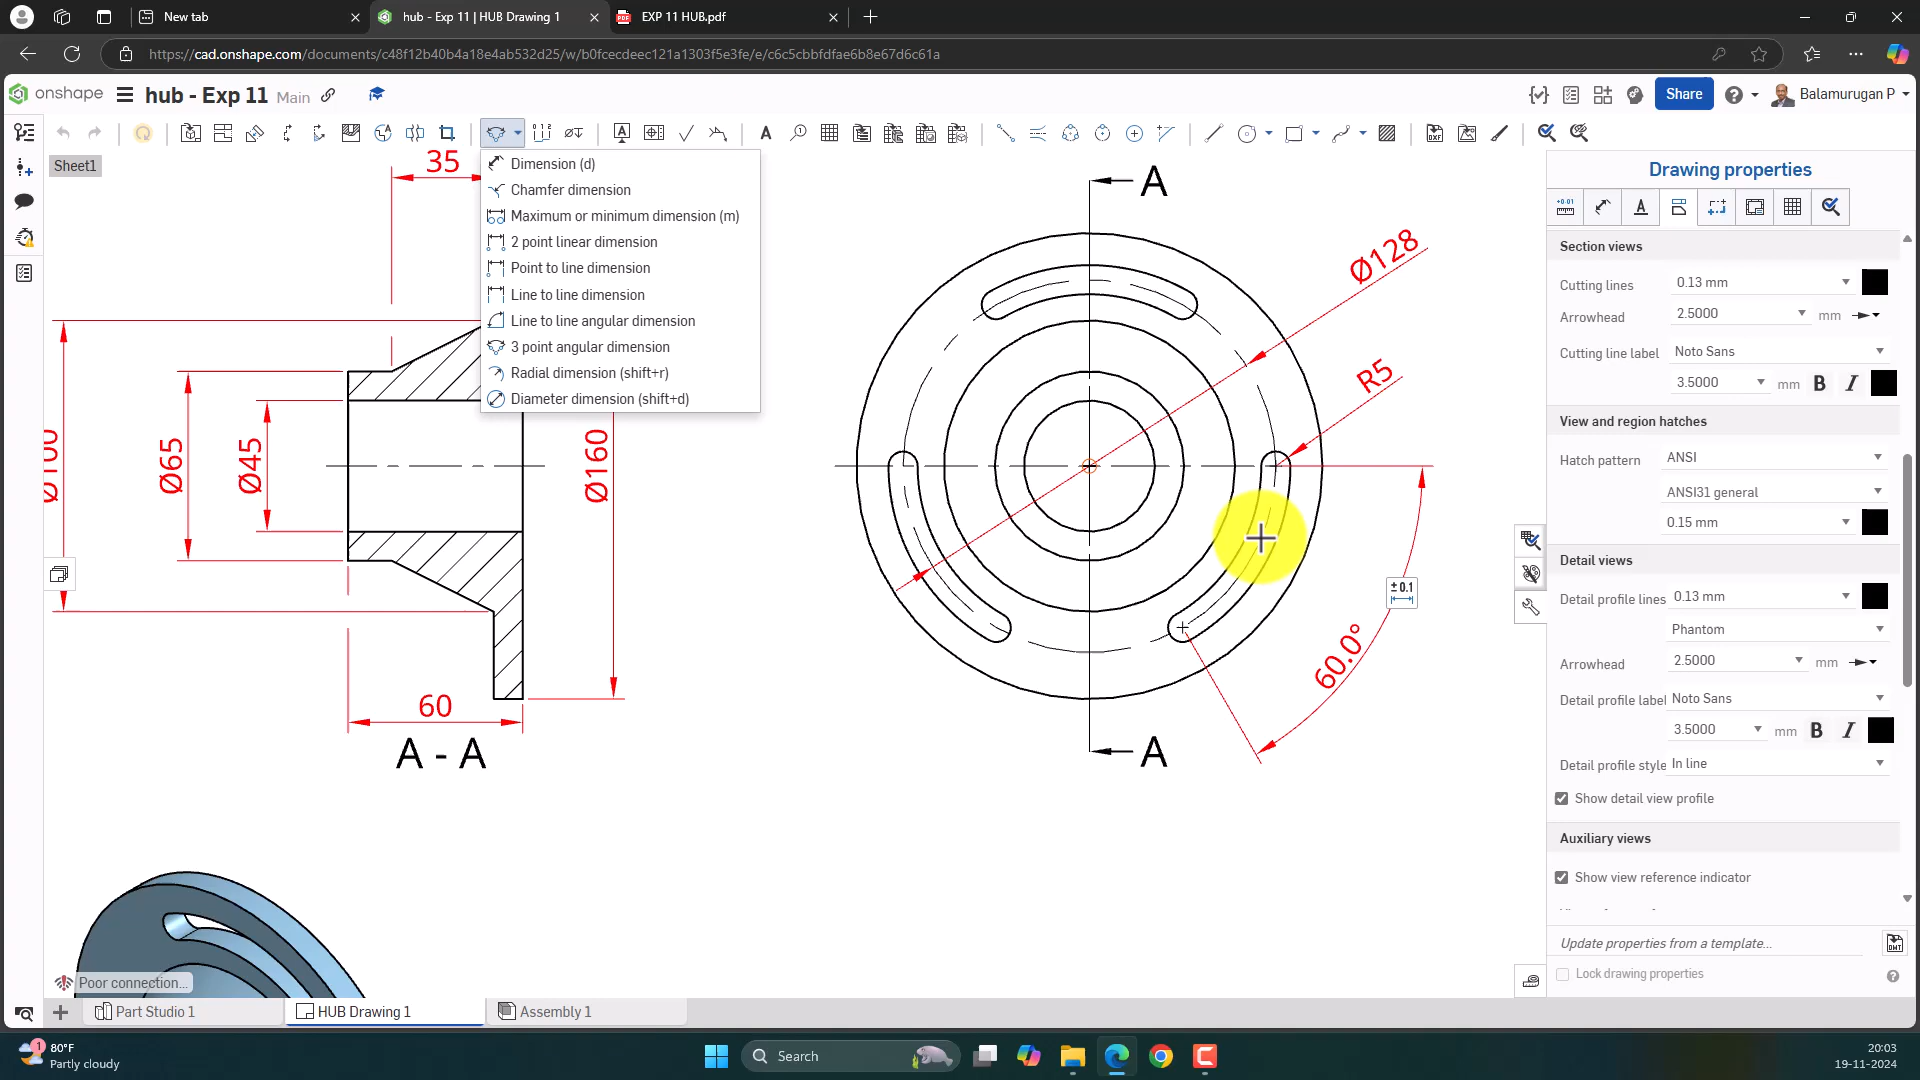 New tab
hub - Exp 11 | HUB Drawing 1
EXP 11 HUB.pdf
https://cad.onshape.com/documents/c48f12b40b4a18e4ab532d25/w/b0fcecdeec121a1303f5e3fe/e/c6c5cbbfdfae6b8e67d6c61a
onshape
hub - Exp 11 Main
Share
Balamurugan P
Sheet1
35
Dimension (d)
Chamfer dimension
Maximum or minimum dimension (m)
2 point linear dimension
Point to line dimension
Line to line dimension
Line to line angular dimension
3 point angular dimension
Radial dimension (shift+r)
Diameter dimension (shift+d)
Ø65
Ø45
Ø160
60
A - A
A
Ø128
R5
±0.1
60.0°
A
Drawing properties
Section views
Cutting lines 0.13 mm
Arrowhead 2.5000 mm
Cutting line label Noto Sans
3.5000 mm B I
View and region hatches
Hatch pattern ANSI
ANSI31 general
0.15 mm
Detail views
Detail profile lines 0.13 mm
Phantom
Arrowhead 2.5000 mm
Detail profile label Noto Sans
3.5000 mm B I
Detail profile style In line
Show detail view profile
Auxiliary views
Show view reference indicator
Update properties from a template...
Lock drawing properties
Poor connection...
Part Studio 1
HUB Drawing 1
Assembly 1
1
80°F
Partly cloudy
Search
20:03
19-11-2024